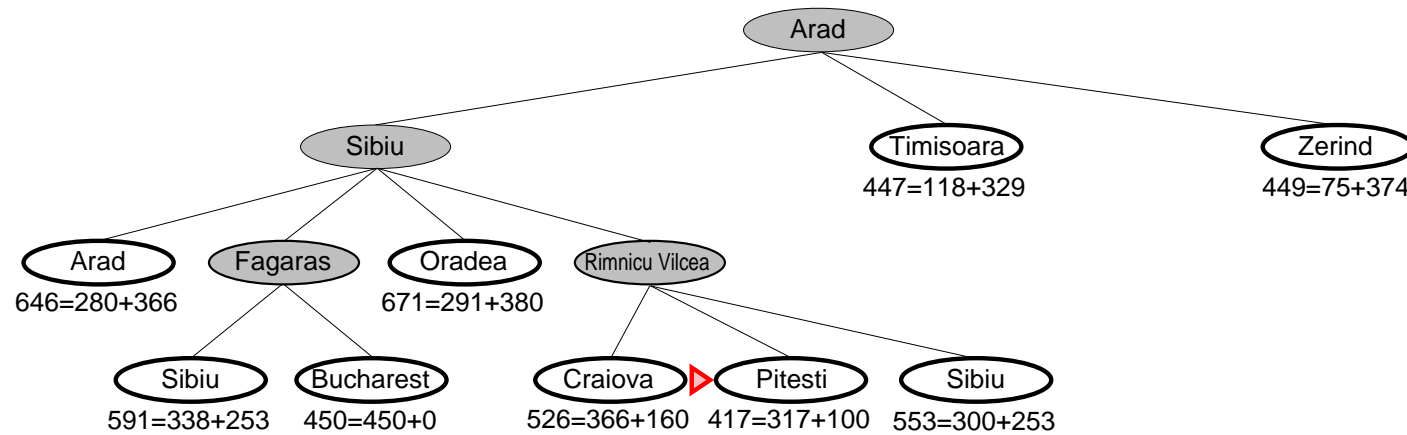 Arad
Sibiu
Timisoara
Zerind
447=118+329
449=75+374
Arad
Fagaras
Oradea
Rimnicu Vilcea
646=280+366
671=291+380
Sibiu
Bucharest
Craiova
Pitesti
Sibiu
591=338+253
450=450+0
526=366+160
417=317+100
553=300+253